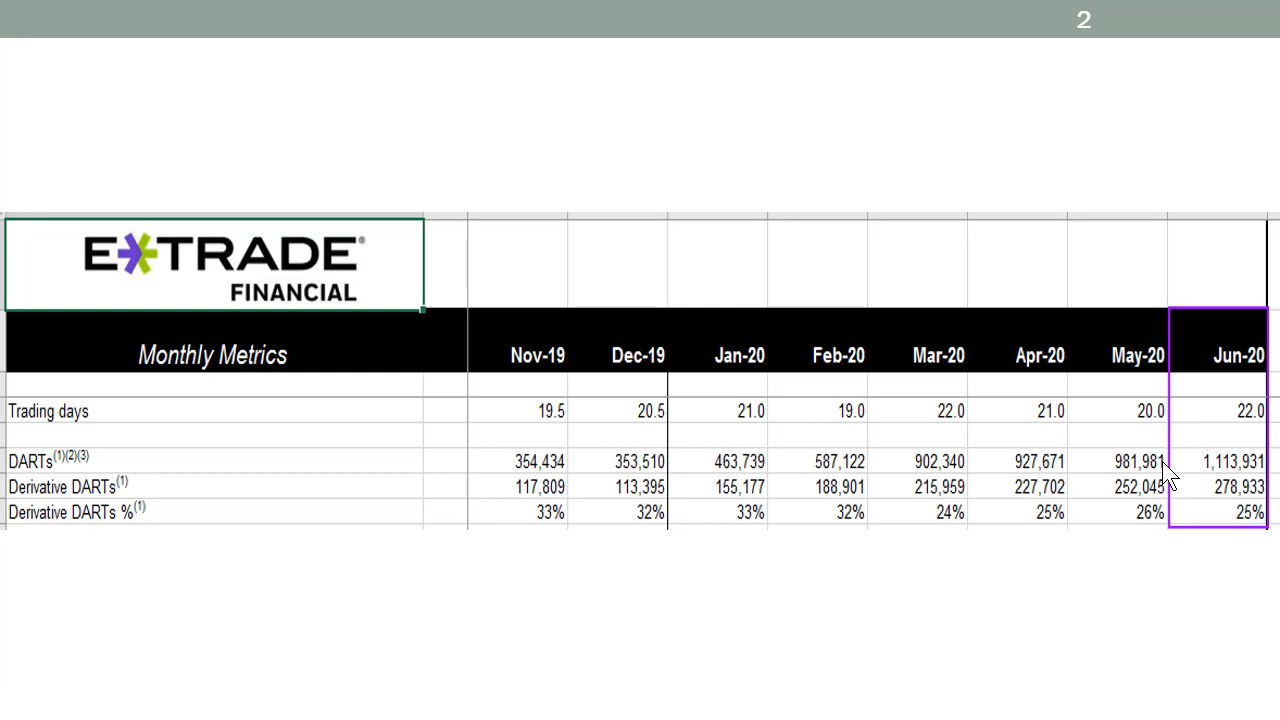 2
E*TRADE®
FINANCIAL
Monthly Metrics Nov-19 Dec-19 Jan-20 Feb-20 Mar-20 Apr-20 May-20 Jun-20
Trading days 19.5 20.5 21.0 19.0 22.0 21.0 20.0 22.0
DARTs(1)(2)(3) 354,434 353,510 463,739 587,122 902,340 927,671 981,981 1,113,931
Derivative DARTs(1) 117,809 113,395 155,177 188,901 215,959 227,702 252,045 278,933
Derivative DARTs %(1) 33% 32% 33% 32% 24% 25% 26% 25%